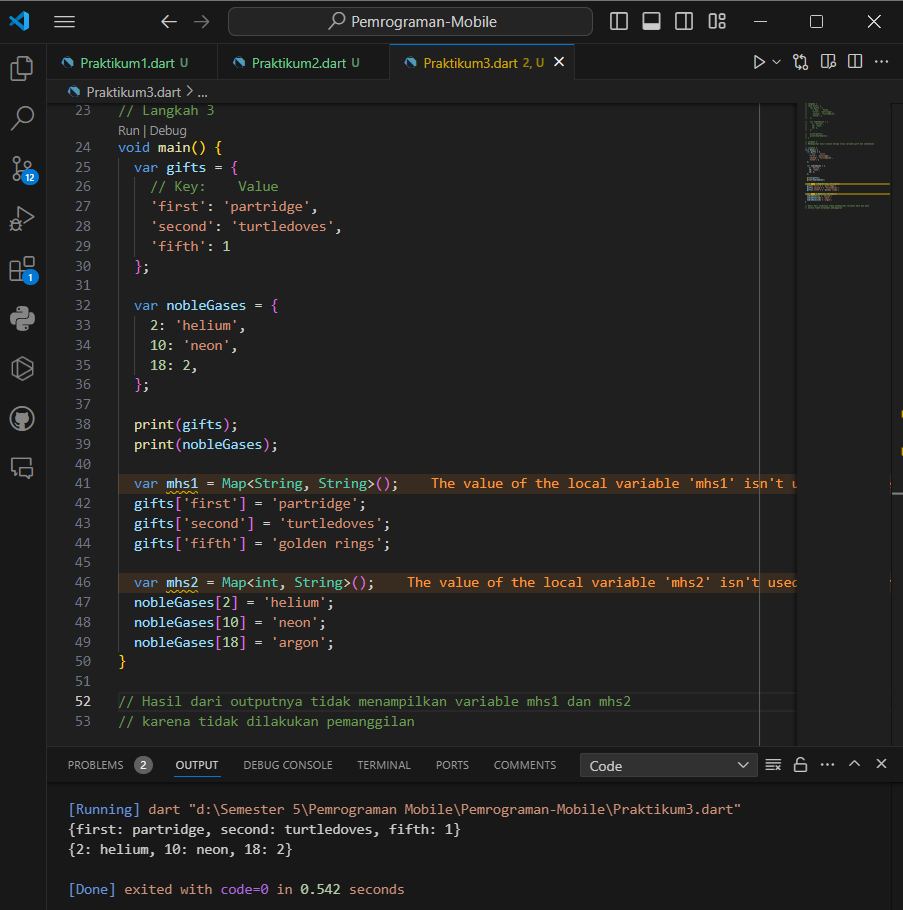 Pemrograman-Mobile
Praktikum1.dart U
Praktikum2.dart U
Praktikum3.dart 2, U
Praktikum3.dart > ...
23 // Langkah 3
Run | Debug
24 void main() {
25 var gifts = {
26 // Key:    Value
27 'first': 'partridge',
28 'second': 'turtledoves',
29 'fifth': 1
30 };
31
32 var nobleGases = {
33 2: 'helium',
34 10: 'neon',
35 18: 2,
36 };
37
38 print(gifts);
39 print(nobleGases);
40
41 var mhs1 = Map<String, String>();    The value of the local variable 'mhs1' isn't
42 gifts['first'] = 'partridge';
43 gifts['second'] = 'turtledoves';
44 gifts['fifth'] = 'golden rings';
45
46 var mhs2 = Map<int, String>();    The value of the local variable 'mhs2' isn't used
47 nobleGases[2] = 'helium';
48 nobleGases[10] = 'neon';
49 nobleGases[18] = 'argon';
50 }
51
52 // Hasil dari outputnya tidak menampilkan variable mhs1 dan mhs2
53 // karena tidak dilakukan pemanggilan
12
1
PROBLEMS 2 OUTPUT DEBUG CONSOLE TERMINAL PORTS COMMENTS Code
[Running] dart "d:\Semester 5\Pemrograman Mobile\Pemrograman-Mobile\Praktikum3.dart"
{first: partridge, second: turtledoves, fifth: 1}
{2: helium, 10: neon, 18: 2}
[Done] exited with code=0 in 0.542 seconds